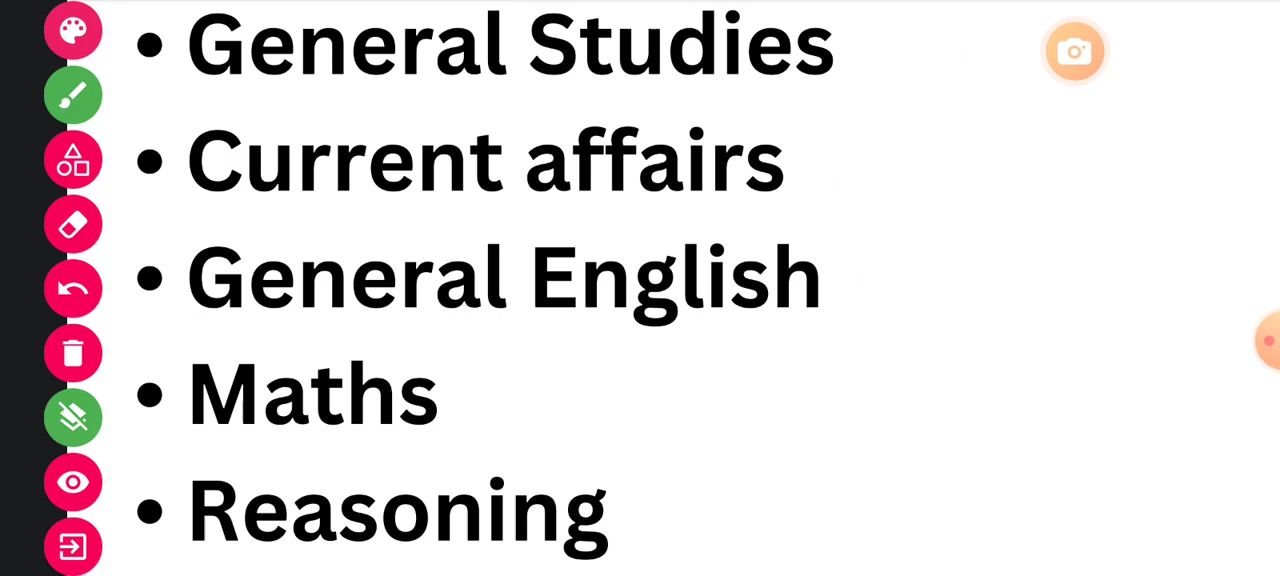 • General Studies
• Current affairs
• General English
• Maths
• Reasoning